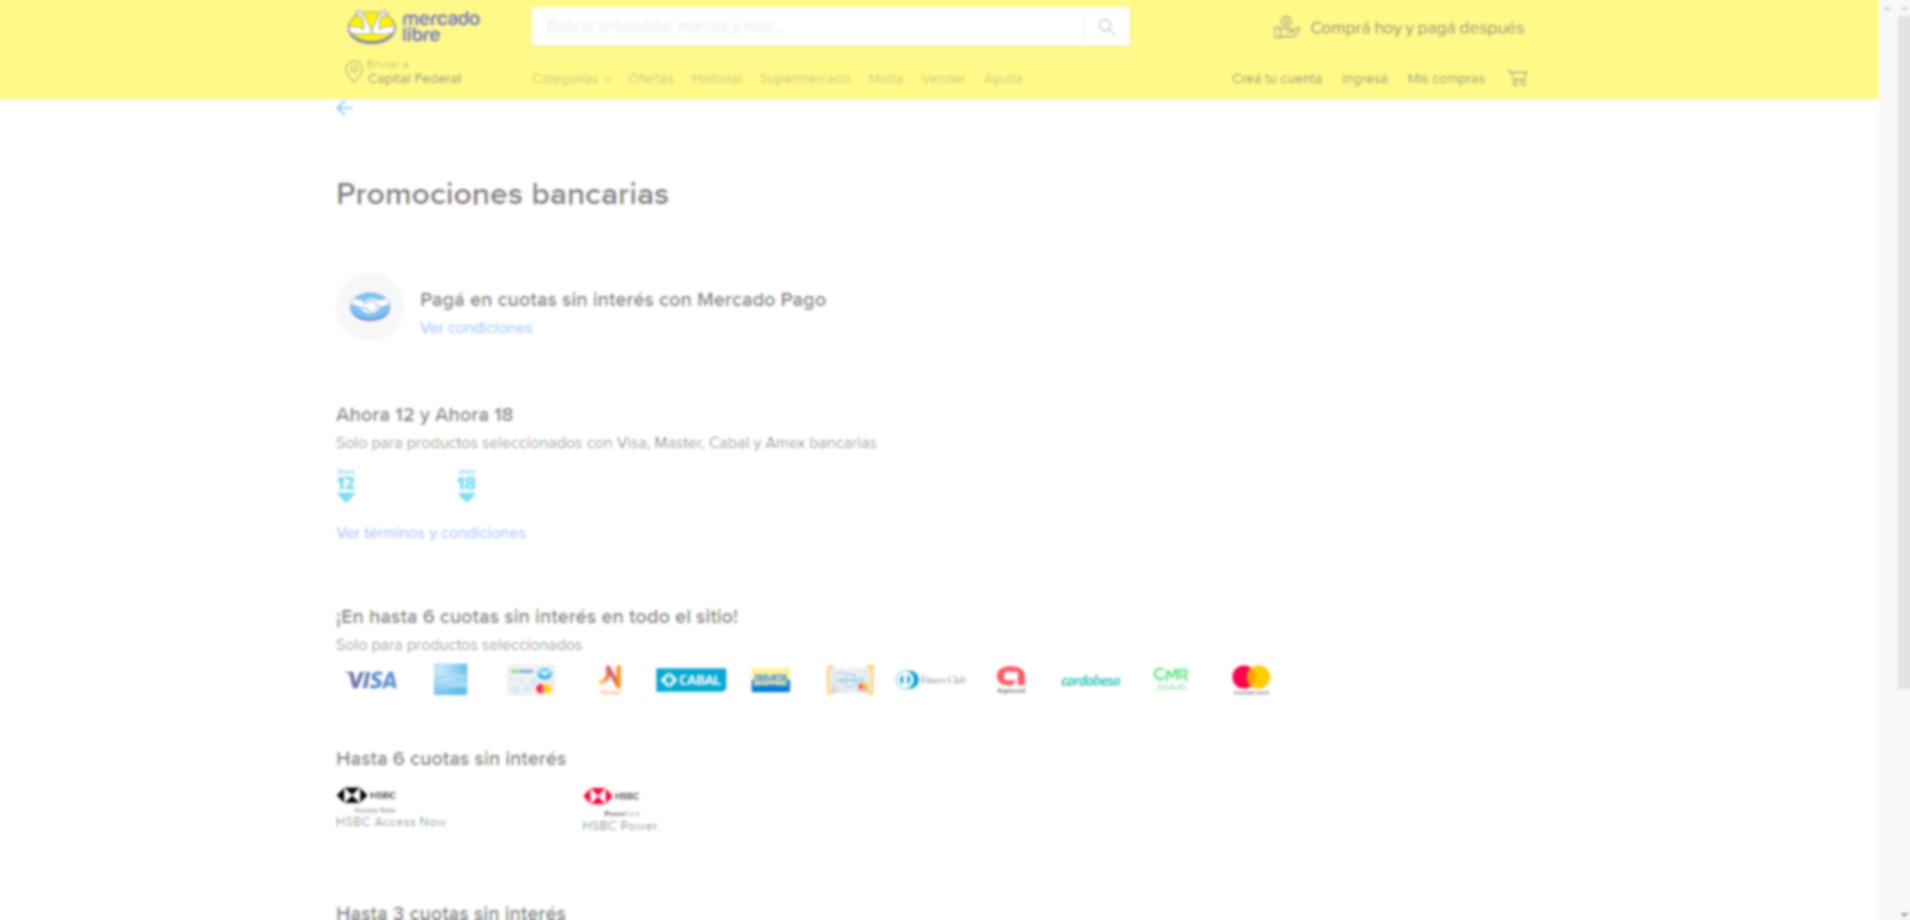 mercado
libre
Buscar productos, marcas y más...
Comprá hoy y pagá después
Enviar a
Capital Federal
Categorías Ofertas Historial Supermercado Moda Vender Ayuda
Creá tu cuenta Ingresá Mis compras
Promociones bancarias
Pagá en cuotas sin interés con Mercado Pago
Ver condiciones
Ahora 12 y Ahora 18
Solo para productos seleccionados con Visa, Master, Cabal y Amex bancarias
12 18
Ver términos y condiciones
¡En hasta 6 cuotas sin interés en todo el sitio!
Solo para productos seleccionados
VISA CABAL Diners Club cordobesa CMR mastercard
Hasta 6 cuotas sin interés
HSBC HSBC
Access Now
HSBC Access Now HSBC Power.
Hasta 3 cuotas sin interés